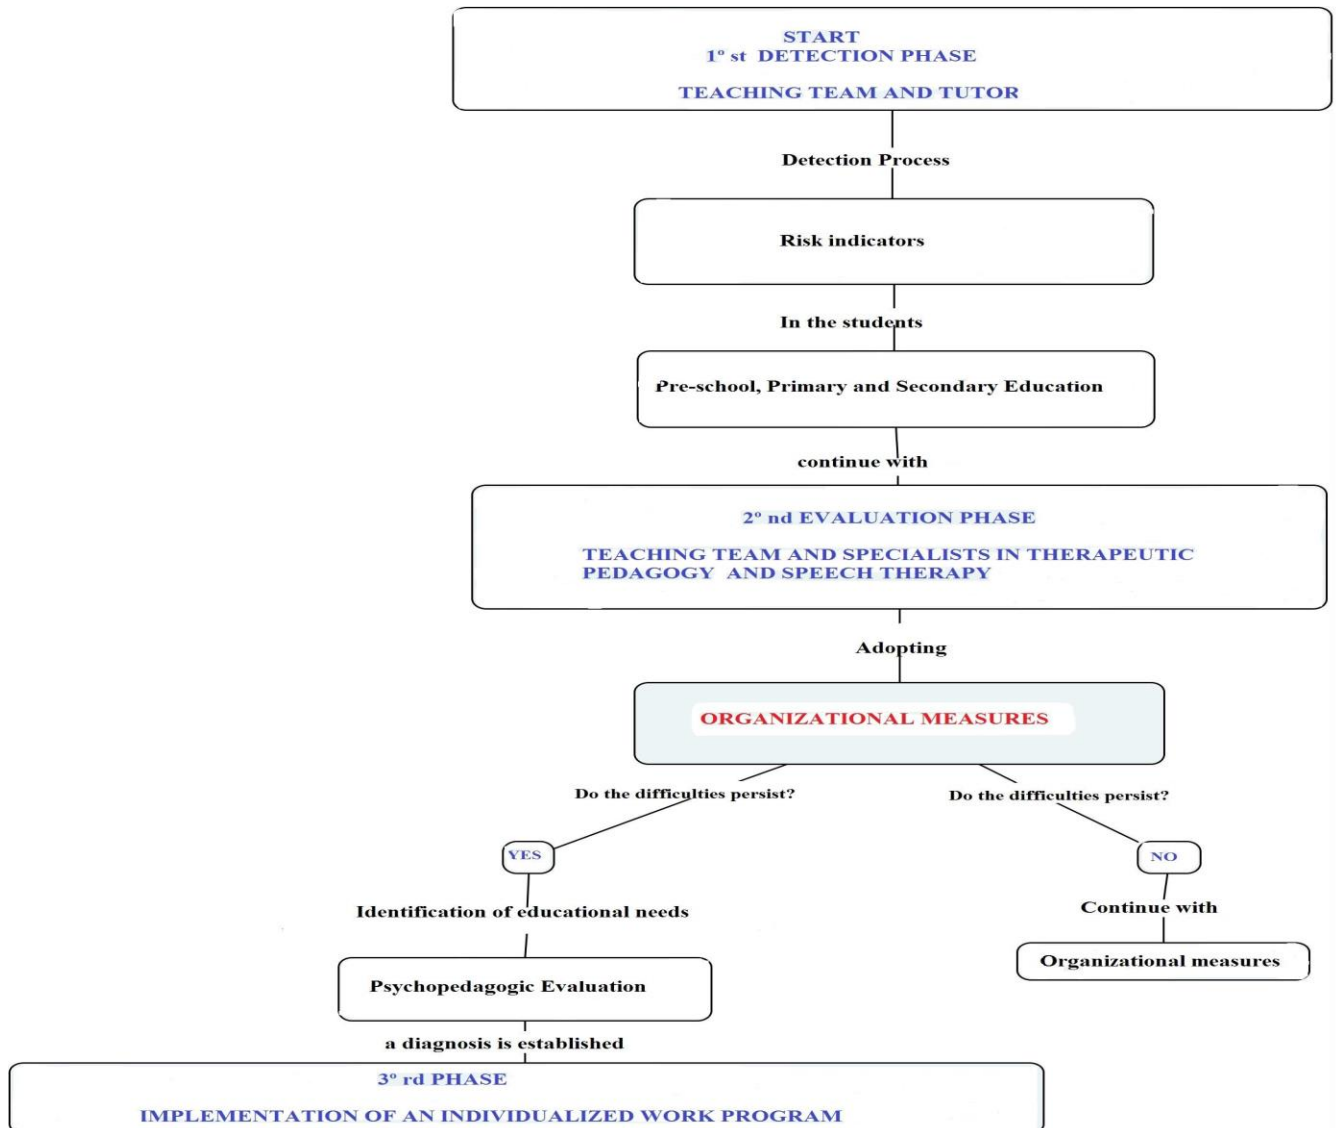 START
1º st DETECTION PHASE
TEACHING TEAM AND TUTOR
Detection Process
Risk indicators
In the students
Pre-school, Primary and Secondary Education
continue with
2º nd EVALUATION PHASE
TEACHING TEAM AND SPECIALISTS IN THERAPEUTIC
PEDAGOGY AND SPEECH THERAPY
Adopting
ORGANIZATIONAL MEASURES
Do the difficulties persist?
Do the difficulties persist?
YES
NO
Identification of educational needs
Continue with
Psychopedagogic Evaluation
Organizational measures
a diagnosis is established
3º rd PHASE
IMPLEMENTATION OF AN INDIVIDUALIZED WORK PROGRAM